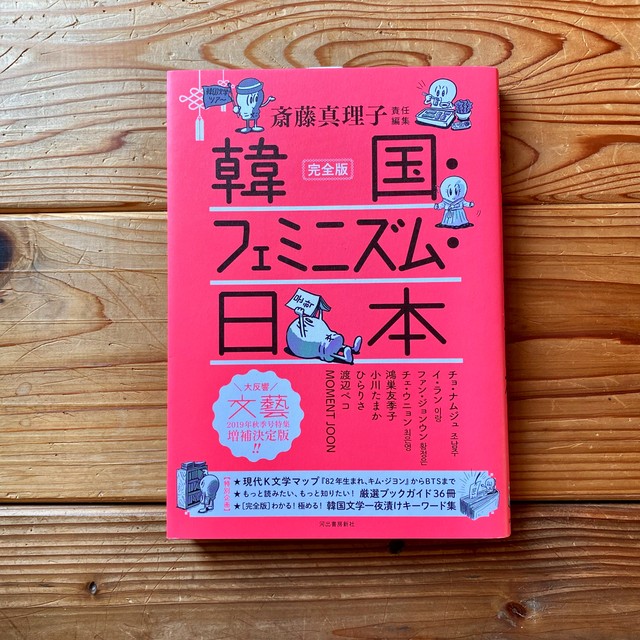 韓国文学
ツアー
斎藤真理子 責任編集
韓国・
完全版
フェミニズム・
日本
문학
チョ・ナムジュ 조남주
イ・ラン 이랑
ファン・ジョンウン 황정은
チェ・ウニョン 최은영
鴻巣友季子
小川たまか
ひらりさ
渡辺ペコ
MOMENT JOON
大反響
文藝
2019年秋季号特集
増補決定版!!
★現代K文学マップ「82年生まれ、キム・ジヨン」からBTSまで
★もっと読みたい、もっと知りたい! 厳選ブックガイド36冊
★[完全版]わかる!極める!韓国文学一夜漬けキーワード集
河出書房新社